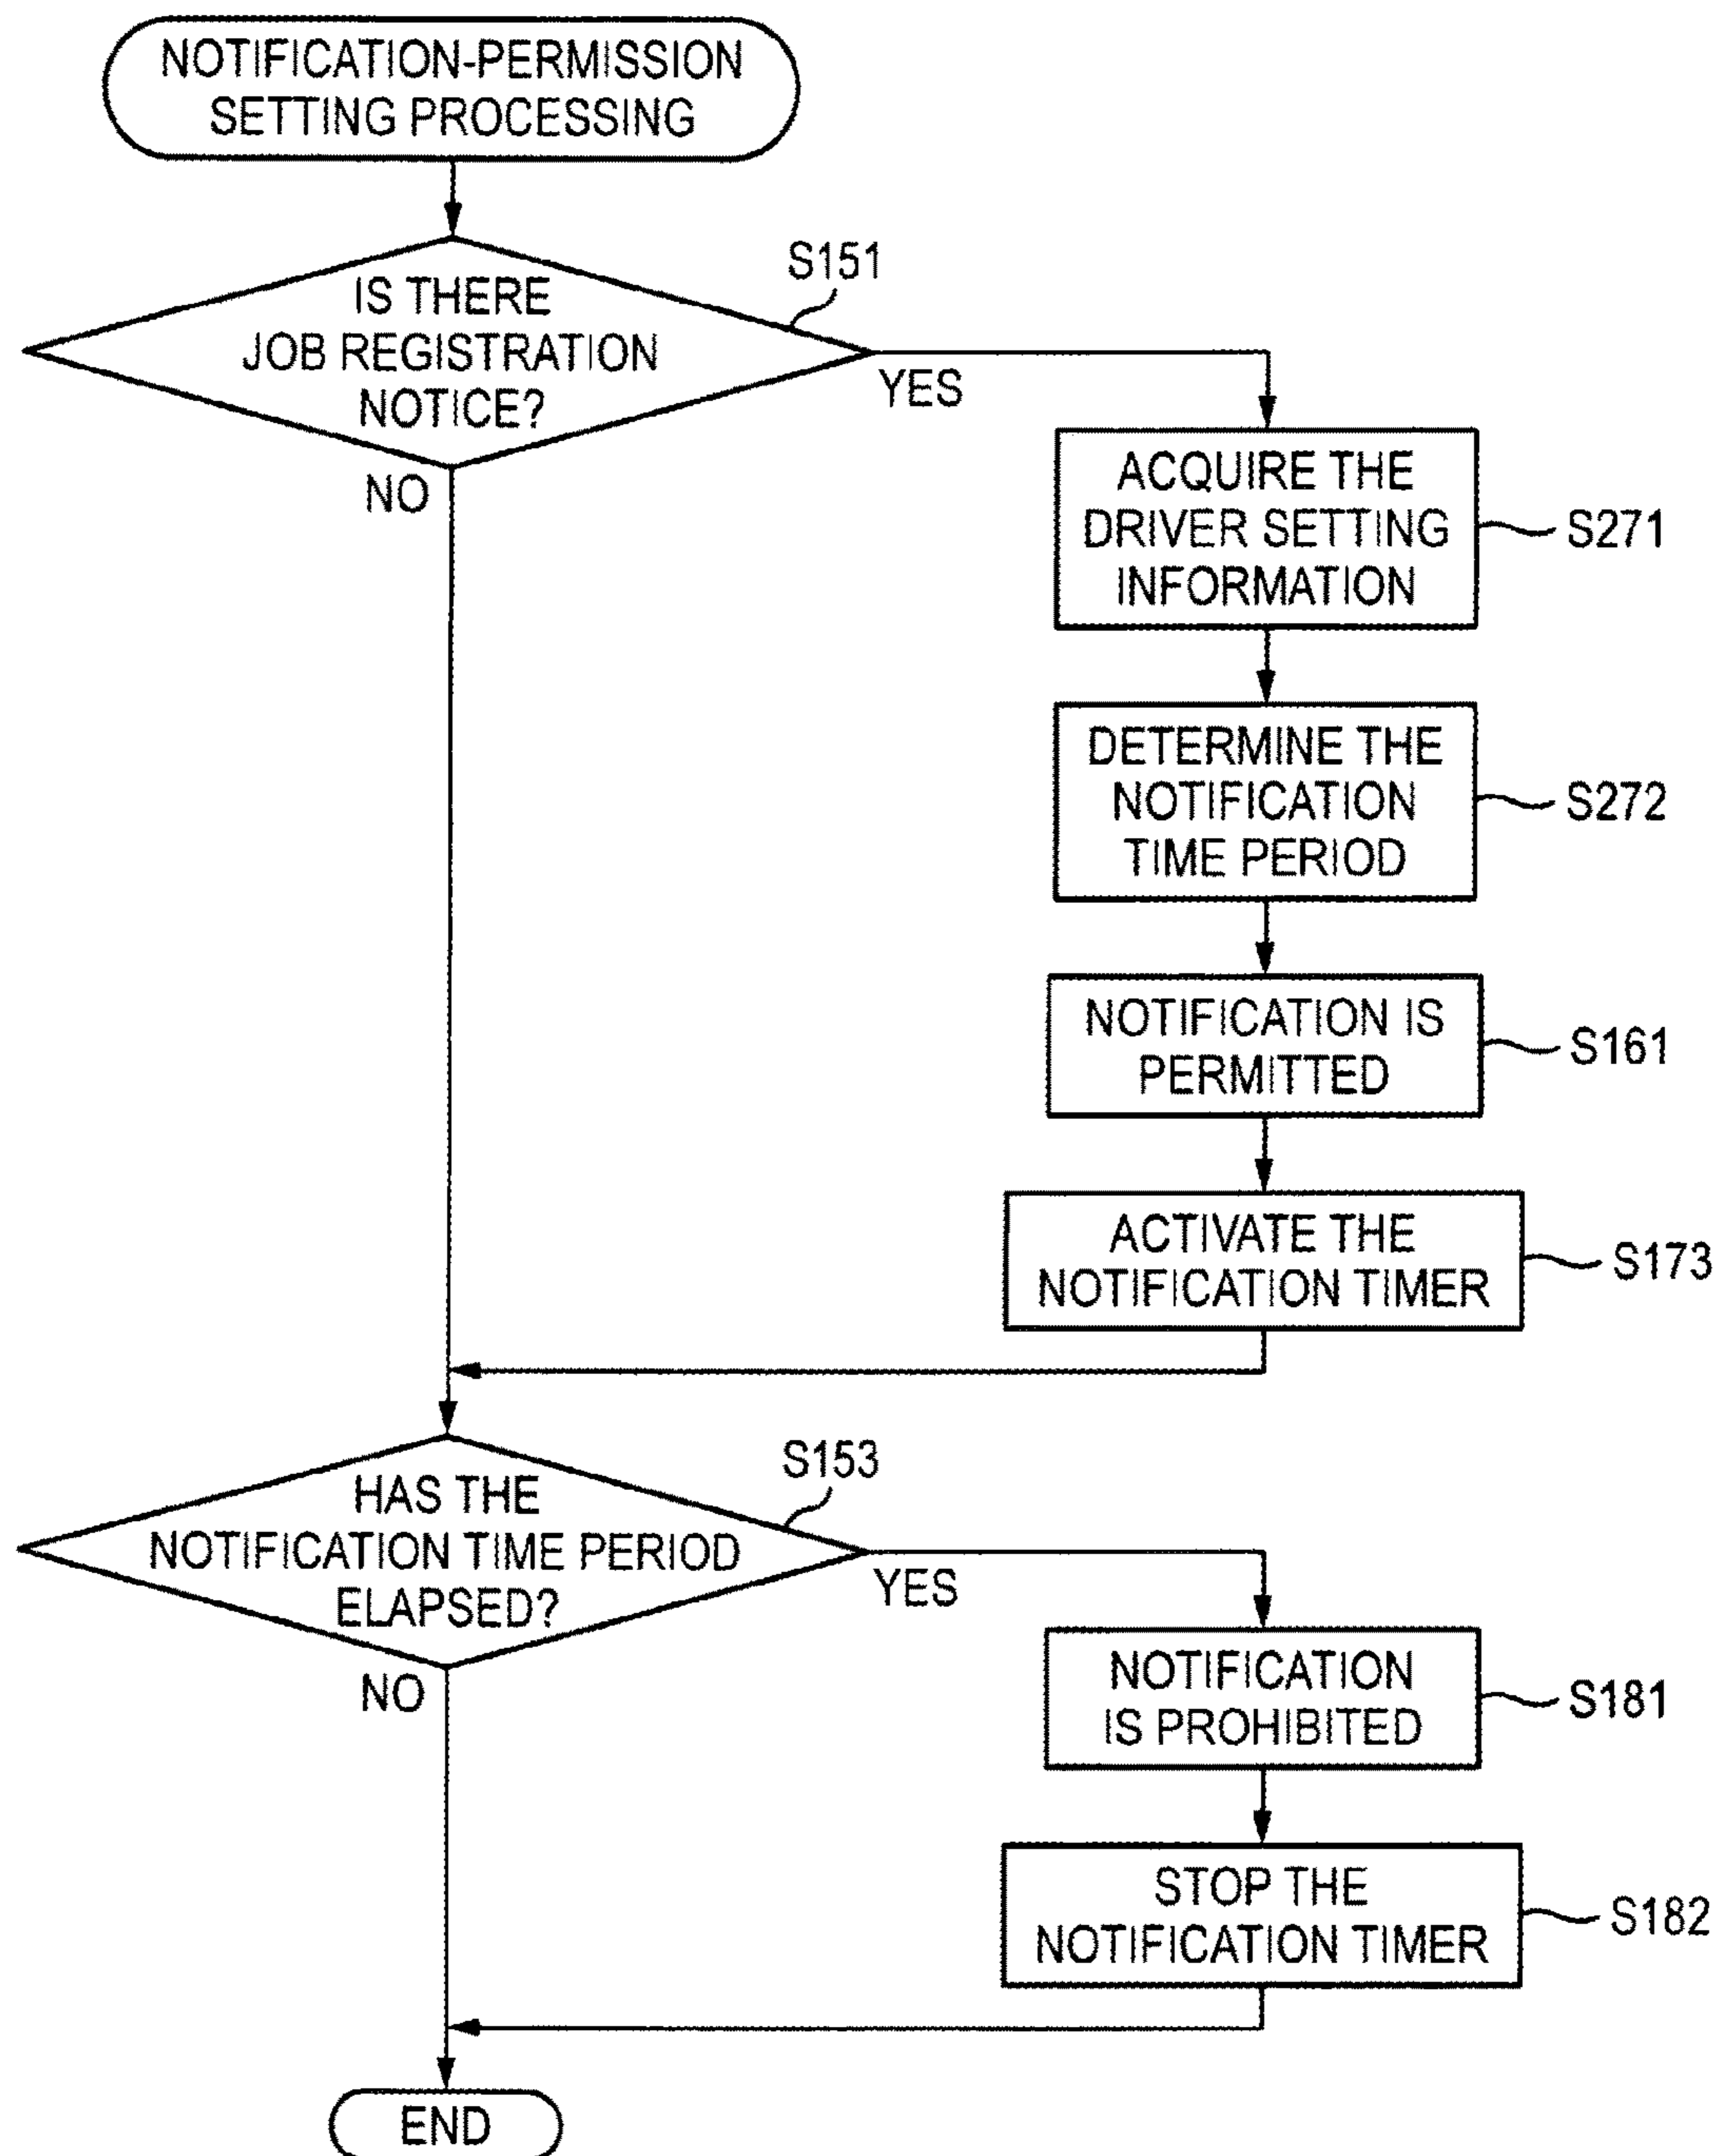 NOTIFICATION-PERMISSION
SETTING PROCESSING
S151
IS THERE
JOB REGISTRATION
NOTICE?
YES
NO
ACQUIRE THE
DRIVER SETTING
INFORMATION
S271
DETERMINE THE
NOTIFICATION
TIME PERIOD
S272
NOTIFICATION IS
PERMITTED
S161
ACTIVATE THE
NOTIFICATION TIMER
S173
S153
HAS THE
NOTIFICATION TIME PERIOD
ELAPSED?
YES
NO
NOTIFICATION
IS PROHIBITED
S181
STOP THE
NOTIFICATION TIMER
S182
END